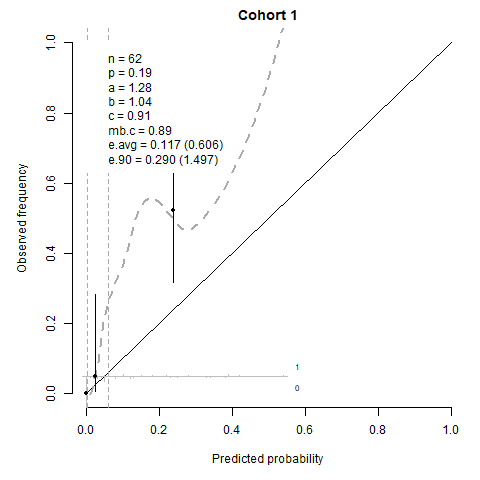 Cohort 1
n = 62
p = 0.19
a = 1.28
b = 1.04
c = 0.91
mb.c = 0.89
e.avg = 0.117 (0.606)
e.90 = 0.290 (1.497)
Observed frequency
1.0
0.8
0.6
0.4
0.2
0.0
1
0
0.0 0.2 0.4 0.6 0.8 1.0
Predicted probability